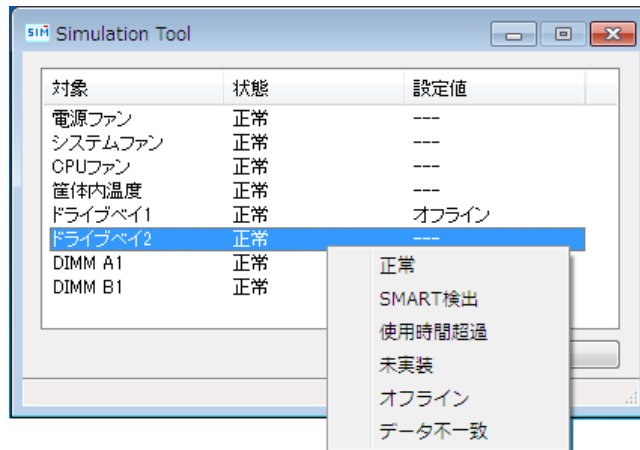 SIM Simulation Tool
対象 状態 設定値
電源ファン 正常 ---
システムファン 正常 ---
CPUファン 正常 ---
筐体内温度 正常 ---
ドライブベイ1 正常 オフライン
ドライブベイ2 正常 ---
DIMM A1 正常
DIMM B1 正常
正常
SMART検出
使用時間超過
未実装
オフライン
データ不一致